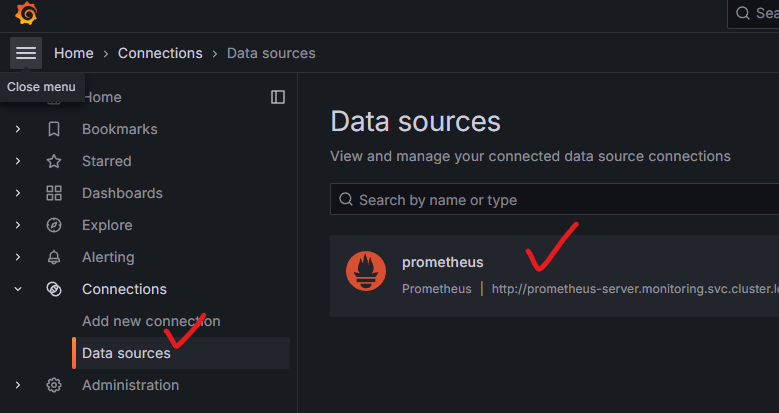 Sea
Home › Connections › Data sources
Close menu
Home
Bookmarks
Starred
Dashboards
Explore
Alerting
Connections
Add new connection
Data sources
Administration
Data sources
View and manage your connected data source connections
Search by name or type
prometheus
Prometheus | http://prometheus-server.monitoring.svc.cluster.l